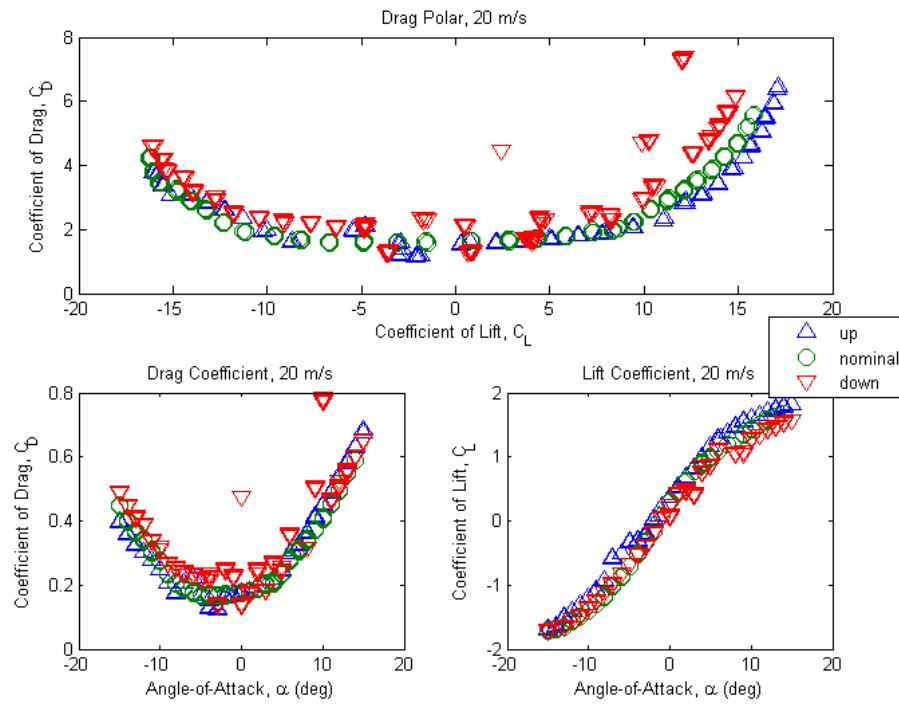 Drag Polar, 20 m/s
8
6
4
2
0
Coefficient of Drag, C_D
-20 -15 -10 -5 0 5 10 15 20
Coefficient of Lift, C_L
up
nominal
down
Drag Coefficient, 20 m/s
0.8
0.6
0.4
0.2
0
Coefficient of Drag, C_D
-20 -10 0 10 20
Angle-of-Attack, α (deg)
Lift Coefficient, 20 m/s
2
1
0
-1
-2
Coefficient of Lift, C_L
-20 -10 0 10 20
Angle-of-Attack, α (deg)